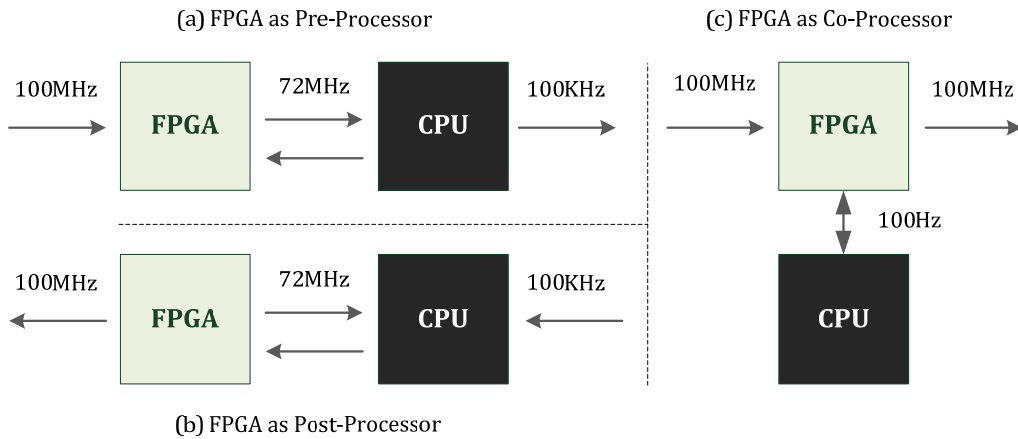 (a) FPGA as Pre-Processor
100MHz
FPGA
72MHz
CPU
100KHz
100MHz
FPGA
72MHz
CPU
100KHz
(b) FPGA as Post-Processor
(c) FPGA as Co-Processor
100MHz
FPGA
100MHz
100Hz
CPU